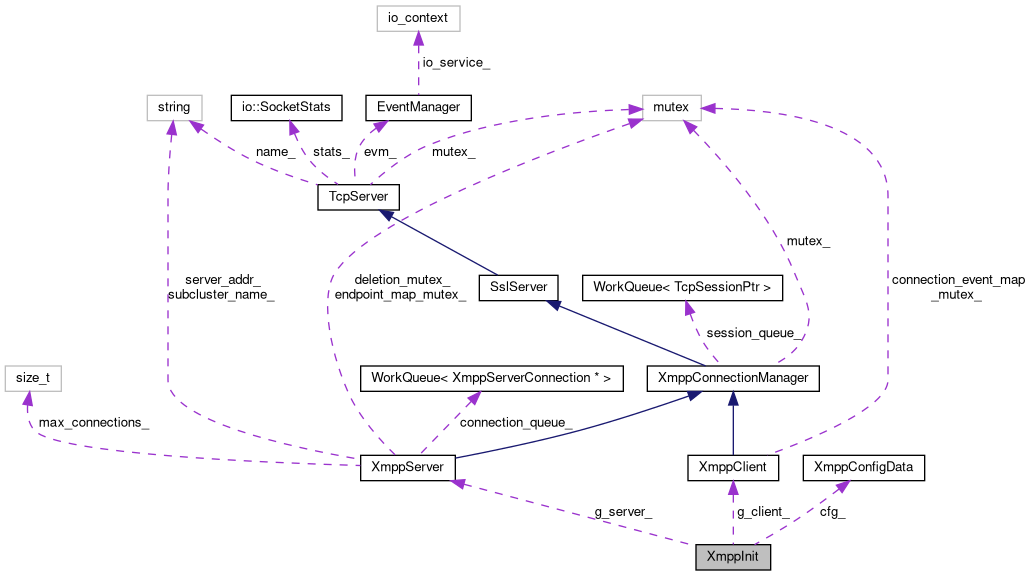 io_context
io_service_
string
io::SocketStats
EventManager
mutex
name_
stats_
evm_
mutex_
TcpServer
mutex_
server_addr_
subcluster_name_
deletion_mutex_
endpoint_map_mutex_
SslServer
WorkQueue< TcpSessionPtr >
connection_event_map
_mutex_
session_queue_
size_t
WorkQueue< XmppServerConnection * >
XmppConnectionManager
max_connections_
connection_queue_
XmppServer
XmppClient
XmppConfigData
g_server_
g_client_
cfg_
XmppInit